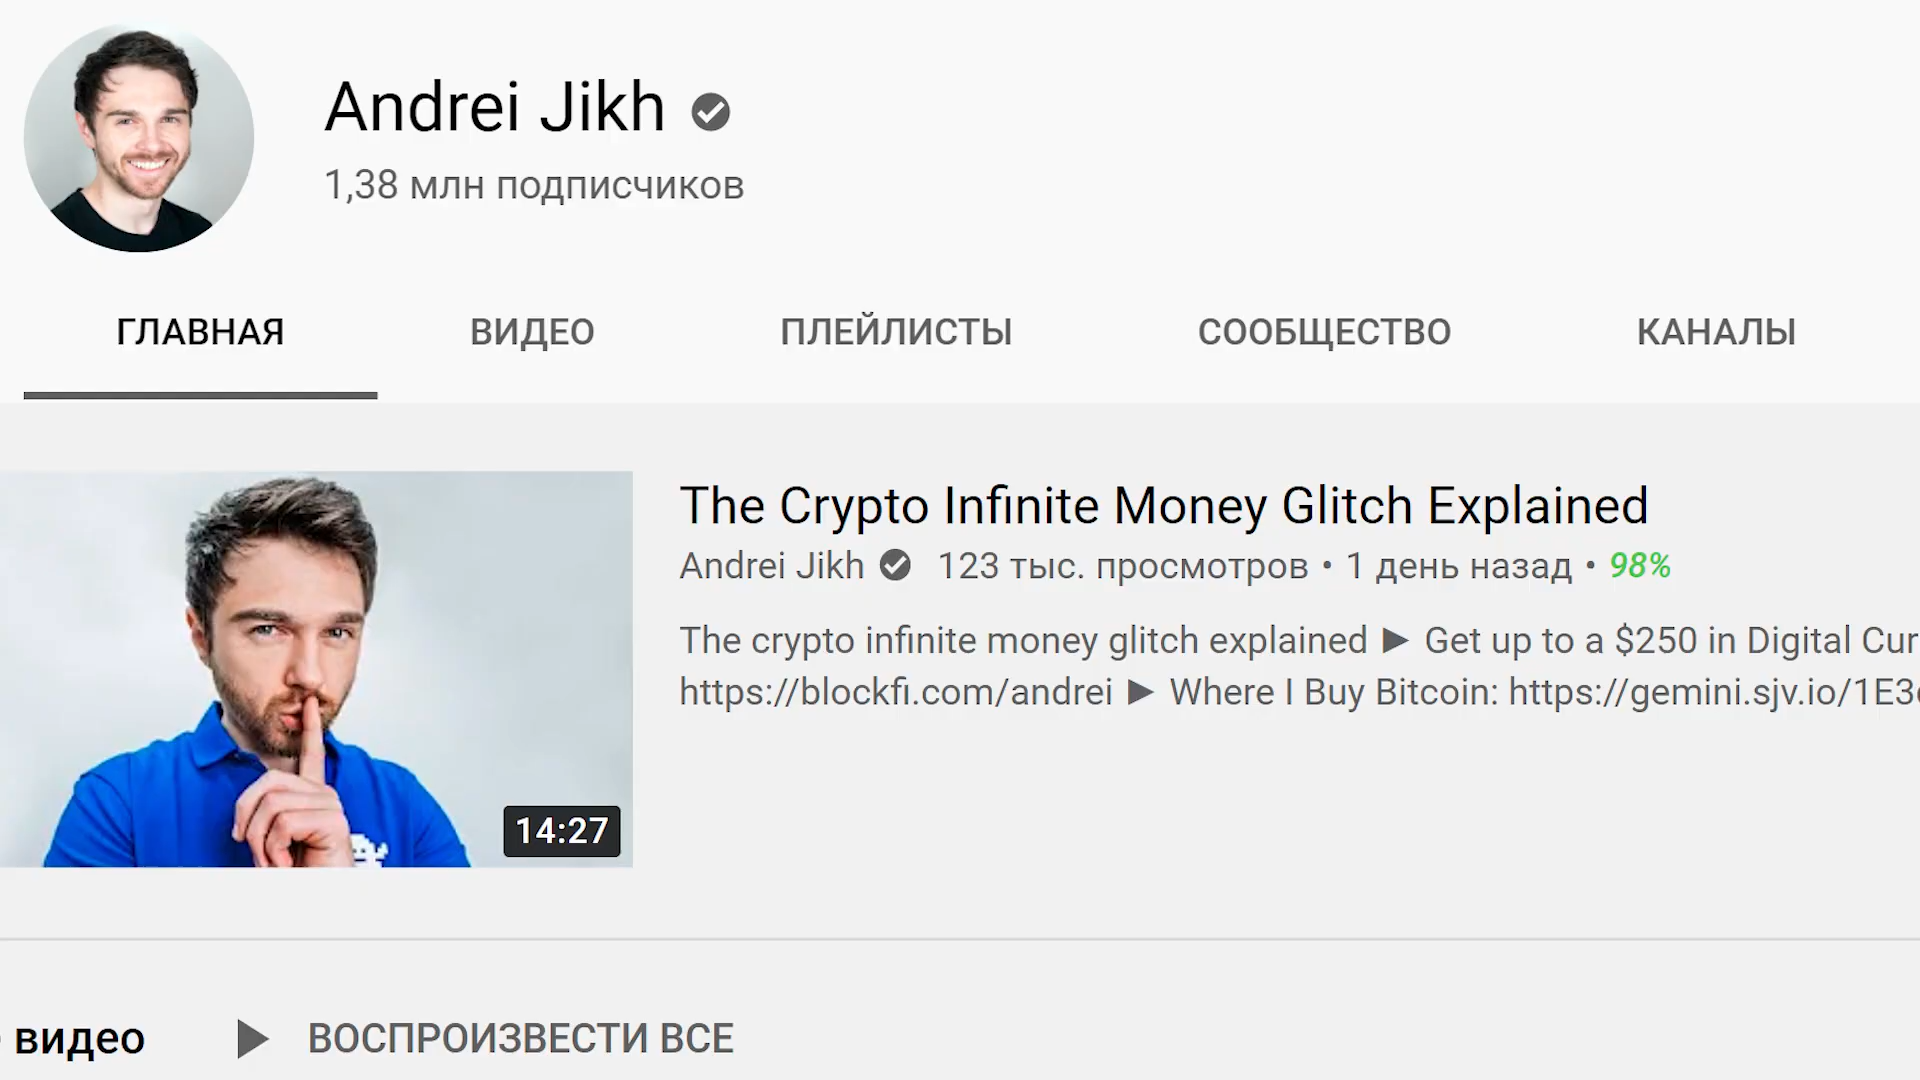 Andrei Jikh
1,38 млн подписчиков
ГЛАВНАЯ ВИДЕО ПЛЕЙЛИСТЫ СООБЩЕСТВО КАНАЛЫ
The Crypto Infinite Money Glitch Explained
Andrei Jikh 123 тыс. просмотров • 1 день назад • 98%
The crypto infinite money glitch explained ► Get up to a $250 in Digital Cur
https://blockfi.com/andrei ► Where I Buy Bitcoin: https://gemini.sjv.io/1E3
14:27
видео ВОСПРОИЗВЕСТИ ВСЕ